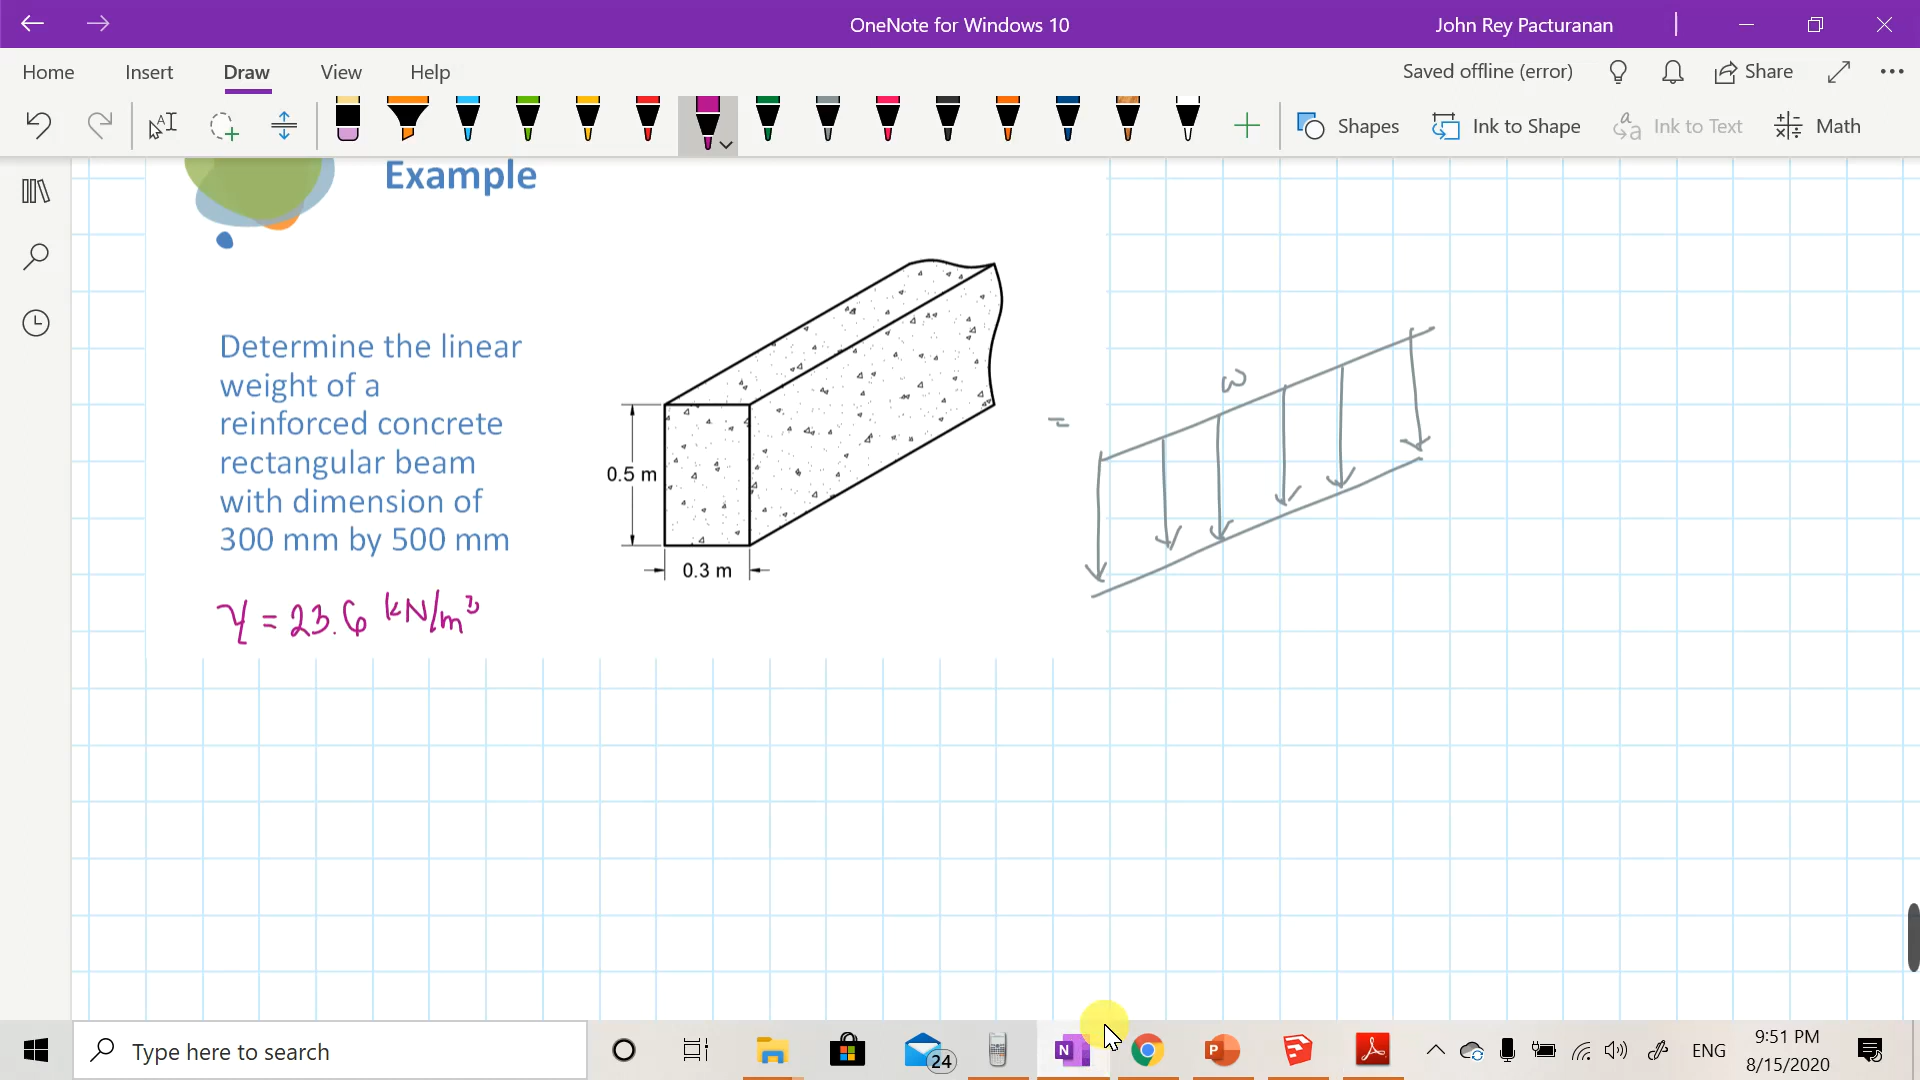 OneNote for Windows 10
John Rey Pacturanan
Home Insert Draw View Help
Saved offline (error)
Share
Shapes
Ink to Shape
Ink to Text
Math
Example
Determine the linear
weight of a
reinforced concrete
rectangular beam
with dimension of
300 mm by 500 mm
γ = 23.6 kN/m³
0.5 m
0.3 m
=
ω
Type here to search
24
ENG
9:51 PM
8/15/2020